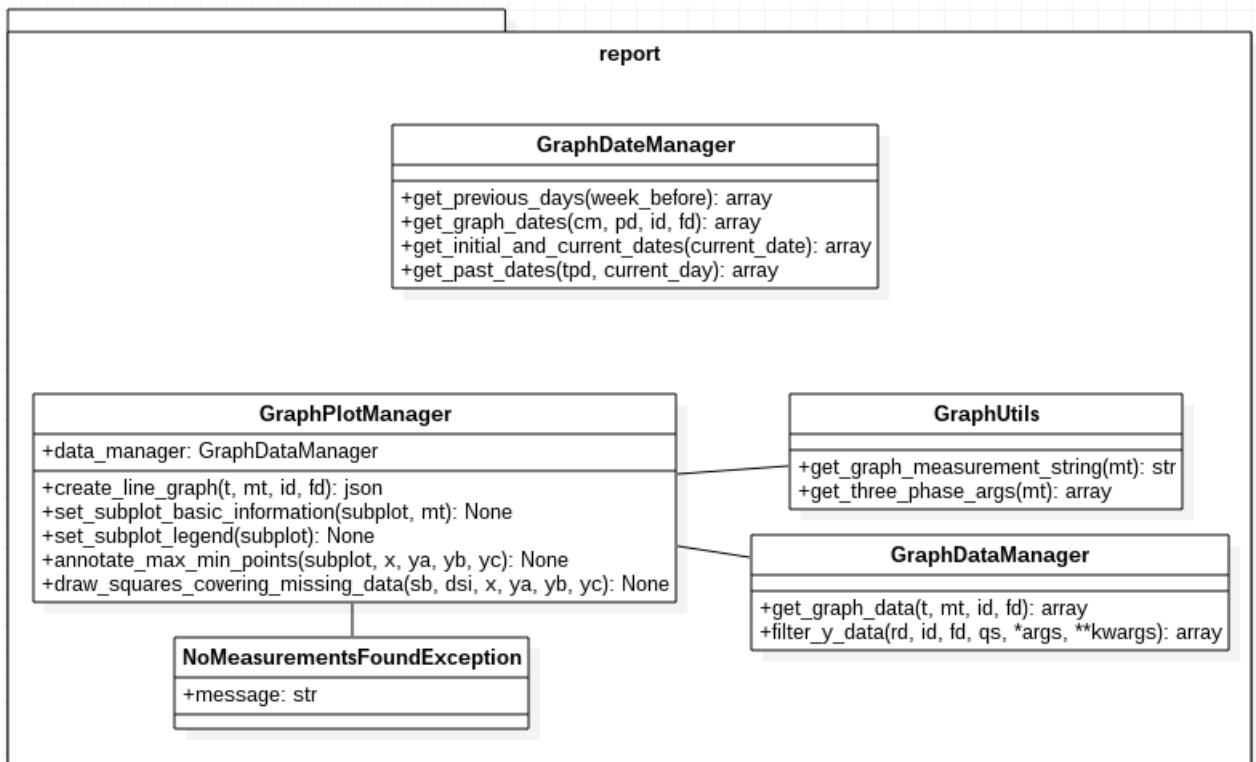 report
GraphDateManager
+get_previous_days(week_before): array
+get_graph_dates(cm, pd, id, fd): array
+get_initial_and_current_dates(current_date): array
+get_past_dates(tpd, current_day): array
GraphPlotManager
+data_manager: GraphDataManager
+create_line_graph(t, mt, id, fd): json
+set_subplot_basic_information(subplot, mt): None
+set_subplot_legend(subplot): None
+annotate_max_min_points(subplot, x, ya, yb, yc): None
+draw_squares_covering_missing_data(sb, dsi, x, ya, yb, yc): None
GraphUtils
+get_graph_measurement_string(mt): str
+get_three_phase_args(mt): array
GraphDataManager
+get_graph_data(t, mt, id, fd): array
+filter_y_data(rd, id, fd, qs, *args, **kwargs): array
NoMeasurementsFoundException
+message: str